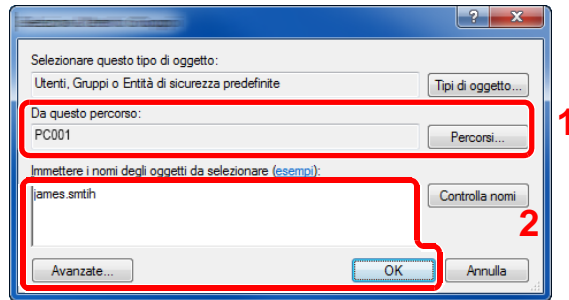 Selezionare questo tipo di oggetto:
Utenti, Gruppi o Entità di sicurezza predefinite
Tipi di oggetto...
Da questo percorso:
PC001
Percorsi...
1
Immettere i nomi degli oggetti da selezionare (esempi):
james.smtih
Controlla nomi
2
Avanzate...
OK
Annulla